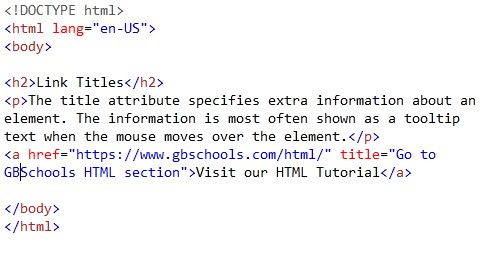 <!DOCTYPE html>
<html lang="en-US">
<body>
<h2>Link Titles</h2>
<p>The title attribute specifies extra information about an
element. The information is most often shown as a tooltip
text when the mouse moves over the element.</p>
<a href="https://www.gbschools.com/html/" title="Go to
GBSchools HTML section">Visit our HTML Tutorial</a>
</body>
</html>